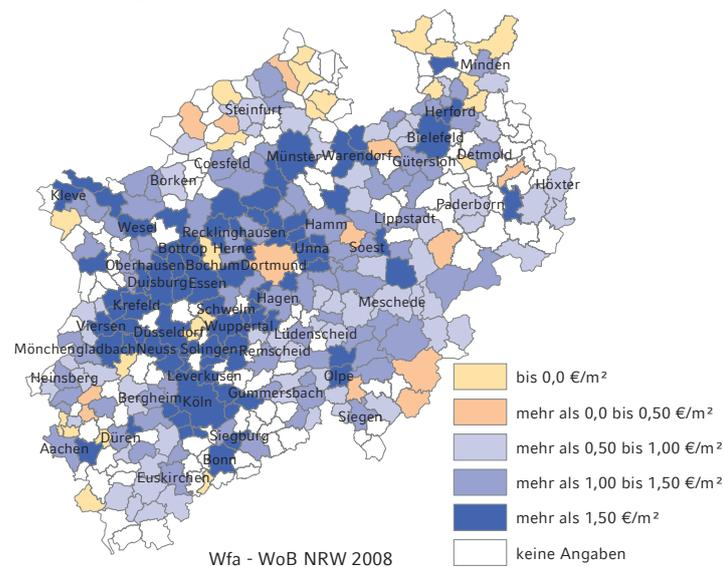 Minden
Steinfurt
Herford
Bielefeld
Münster Warendorf
Gütersloh Detmold
Coesfeld
Borken
Höxter
Kleve
Paderborn
Lippstadt
Wesel
Recklinghausen
Hamm
Bottrop Herne
Unna
Soest
Oberhausen Bochum Dortmund
Duisburg Essen
Hagen
Krefeld
Meschede
Schwelm
Viersen
Düsseldorf Wuppertal
Lüdenscheid
Mönchengladbach Neuss Solingen Remscheid
Heinsberg
Leverkusen
Olpe
Bergheim Köln
Gummersbach
Siegen
Düren
Siegburg
Aachen
Bonn
Euskirchen
bis 0,0 €/m²
mehr als 0,0 bis 0,50 €/m²
mehr als 0,50 bis 1,00 €/m²
mehr als 1,00 bis 1,50 €/m²
mehr als 1,50 €/m²
keine Angaben
Wfa - WoB NRW 2008